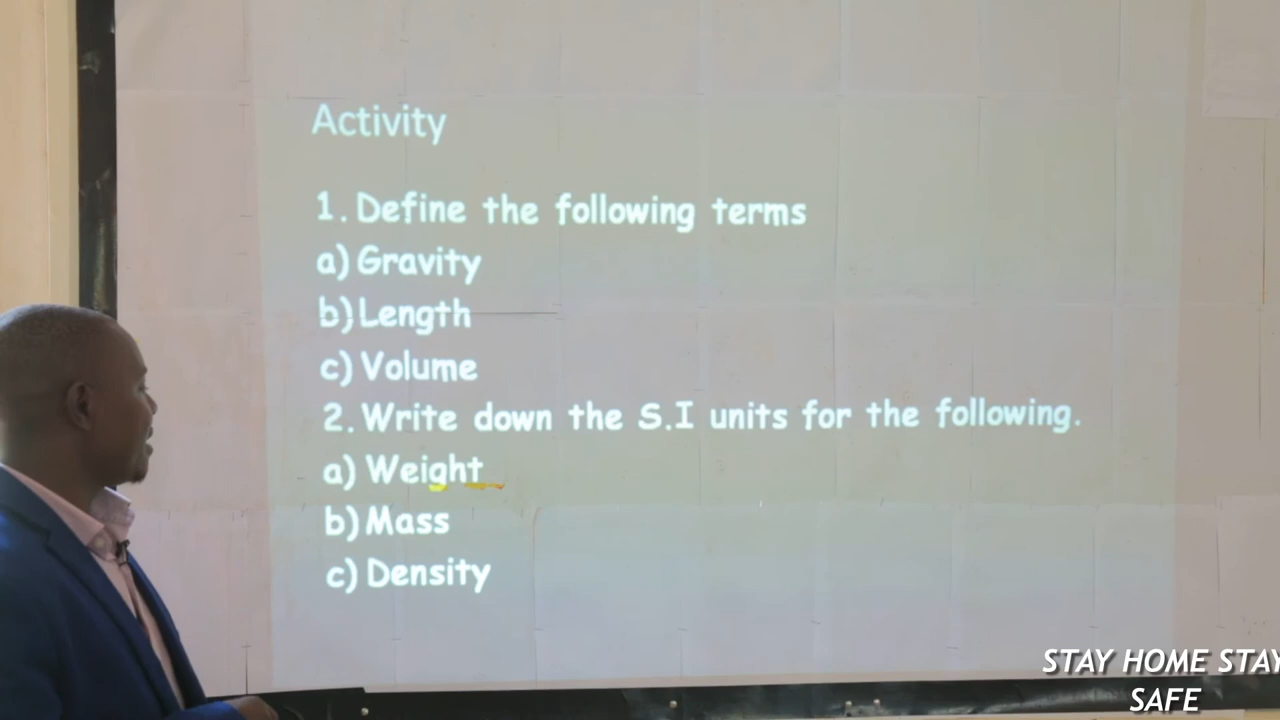 Activity
1. Define the following terms
a) Gravity
b) Length
c) Volume
2. Write down the S.I units for the following.
a) Weight
b) Mass
c) Density
STAY HOME STAY
SAFE